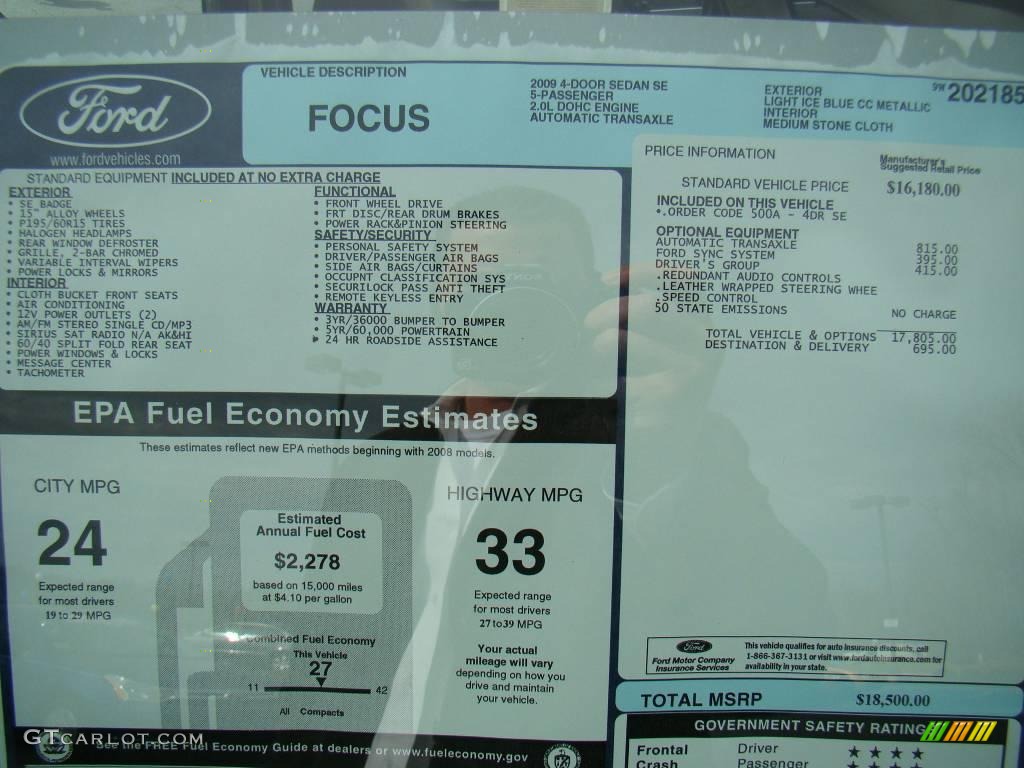 Ford
www.fordvehicles.com
VEHICLE DESCRIPTION
FOCUS
2009 4-DOOR SEDAN SE
5-PASSENGER
2.0L DOHC ENGINE
AUTOMATIC TRANSAXLE
EXTERIOR
LIGHT ICE BLUE CC METALLIC
INTERIOR
MEDIUM STONE CLOTH
202185
STANDARD EQUIPMENT INCLUDED AT NO EXTRA CHARGE
EXTERIOR
• SE BADGE
• 15" ALLOY WHEELS
• P195/60R15 TIRES
• HALOGEN HEADLAMPS
• REAR WINDOW DEFROSTER
• GRILLE, 2-BAR CHROMED
• VARIABLE INTERVAL WIPERS
• POWER LOCKS & MIRRORS
INTERIOR
• CLOTH BUCKET FRONT SEATS
• AIR CONDITIONING
• 12V POWER OUTLETS (2)
• AM/FM STEREO SINGLE CD/MP3
• SIRIUS SAT RADIO N/A AK&HI
• 60/40 SPLIT FOLD REAR SEAT
• POWER WINDOWS & LOCKS
• MESSAGE CENTER
• TACHOMETER
FUNCTIONAL
• FRONT WHEEL DRIVE
• FRT DISC/REAR DRUM BRAKES
• POWER RACK&PINION STEERING
SAFETY/SECURITY
• PERSONAL SAFETY SYSTEM
• DRIVER/PASSENGER AIR BAGS
• SIDE AIR BAGS/CURTAINS
• OCCUPNT CLASSIFICATION SYS
• SECURILOCK PASS ANTI THEFT
• REMOTE KEYLESS ENTRY
WARRANTY
• 3YR/36000 BUMPER TO BUMPER
• 5YR/60,000 POWERTRAIN
• 24 HR ROADSIDE ASSISTANCE
PRICE INFORMATION
Manufacturer's
Suggested Retail Price
STANDARD VEHICLE PRICE $16,180.00
INCLUDED ON THIS VEHICLE
•.ORDER CODE 500A - 4DR SE
OPTIONAL EQUIPMENT
AUTOMATIC TRANSAXLE 815.00
FORD SYNC SYSTEM 395.00
DRIVER'S GROUP 415.00
.REDUNDANT AUDIO CONTROLS
.LEATHER WRAPPED STEERING WHEE
.SPEED CONTROL
50 STATE EMISSIONS NO CHARGE
TOTAL VEHICLE & OPTIONS 17,805.00
DESTINATION & DELIVERY 695.00
EPA Fuel Economy Estimates
These estimates reflect new EPA methods beginning with 2008 models.
CITY MPG
24
Expected range
for most drivers
19 to 29 MPG
Estimated
Annual Fuel Cost
$2,278
based on 15,000 miles
at $4.10 per gallon
Combined Fuel Economy
This Vehicle
27
11 42
All Compacts
HIGHWAY MPG
33
Expected range
for most drivers
27 to 39 MPG
Your actual
mileage will vary
depending on how you
drive and maintain
your vehicle.
See the FREE Fuel Economy Guide at dealers or www.fueleconomy.gov
Ford
Ford Motor Company
Insurance Services
This vehicle qualifies for auto insurance discounts, call
1-866-367-3131 or visit www.fordautoinsurance.com for
availability in your state.
TOTAL MSRP $18,500.00
GOVERNMENT SAFETY RATING
Frontal Driver ★ ★ ★ ★
Crash Passenger
GTCARLOT.COM